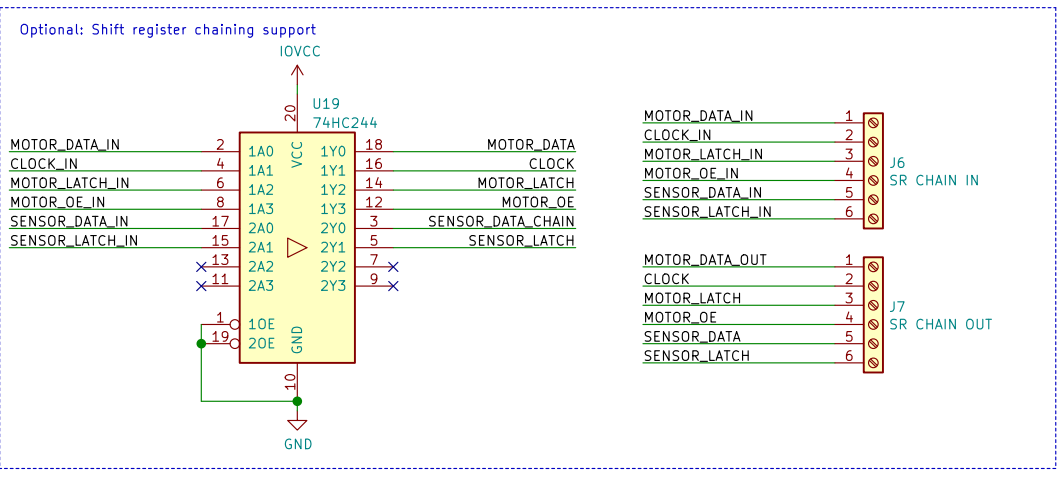 Optional: Shift register chaining support
IOVCC
20
U19
74HC244
VCC
MOTOR_DATA_IN 2 1A0 1Y0 18 MOTOR_DATA
CLOCK_IN 4 1A1 1Y1 16 CLOCK
MOTOR_LATCH_IN 6 1A2 1Y2 14 MOTOR_LATCH
MOTOR_OE_IN 8 1A3 1Y3 12 MOTOR_OE
SENSOR_DATA_IN 17 2A0 2Y0 3 SENSOR_DATA_CHAIN
SENSOR_LATCH_IN 15 2A1 2Y1 5 SENSOR_LATCH
13 2A2 2Y2 7
11 2A3 2Y3 9
1 1OE
19 2OE
GND
10
GND
MOTOR_DATA_IN 1
CLOCK_IN 2
MOTOR_LATCH_IN 3
MOTOR_OE_IN 4
SENSOR_DATA_IN 5
SENSOR_LATCH_IN 6
J6
SR CHAIN IN
MOTOR_DATA_OUT 1
CLOCK 2
MOTOR_LATCH 3
MOTOR_OE 4
SENSOR_DATA 5
SENSOR_LATCH 6
J7
SR CHAIN OUT